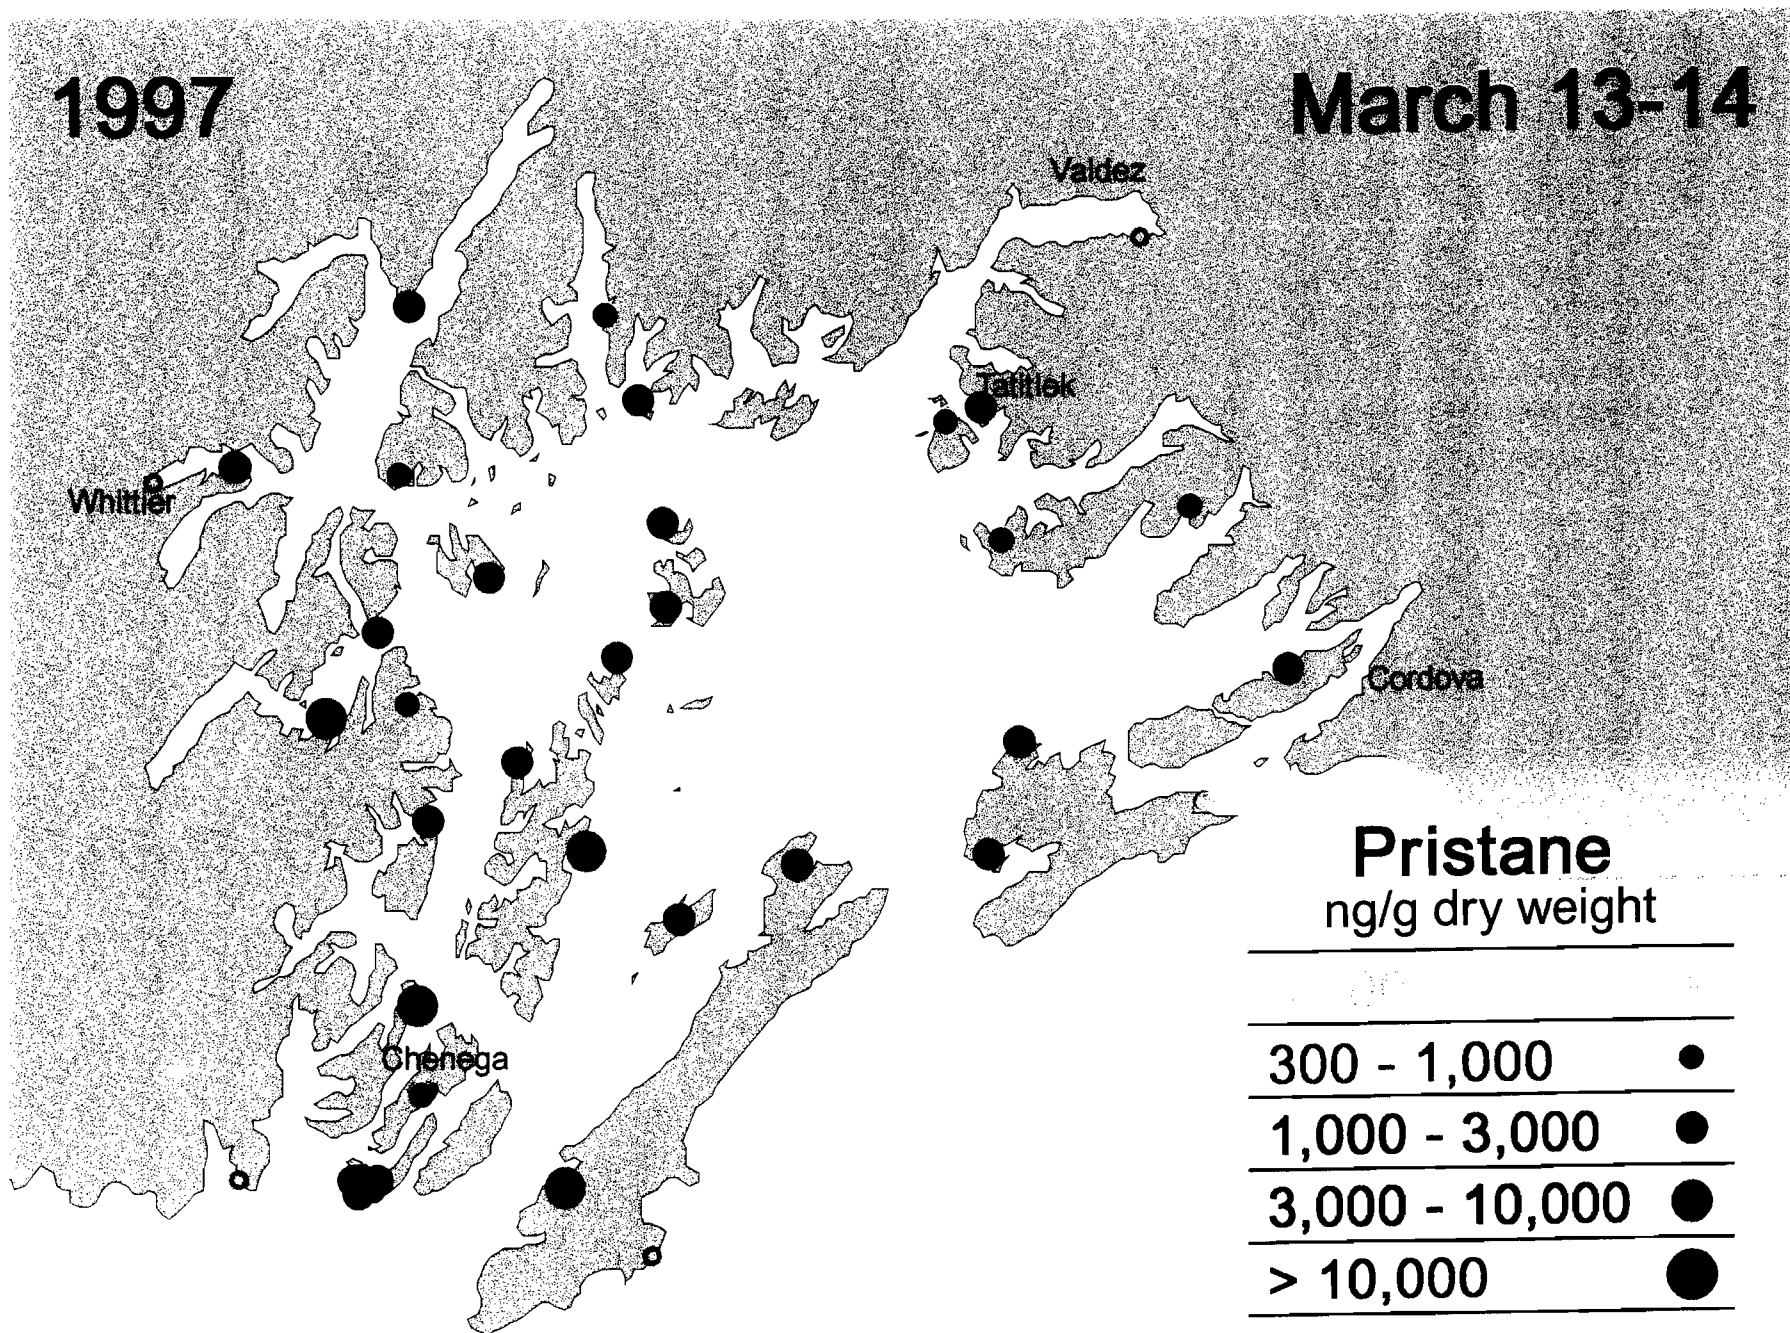 1997
March 13-14
Valdez
Tatitlek
Whittier
Cordova
Chenega
Pristane
ng/g dry weight
300 - 1,000
1,000 - 3,000
3,000 - 10,000
> 10,000